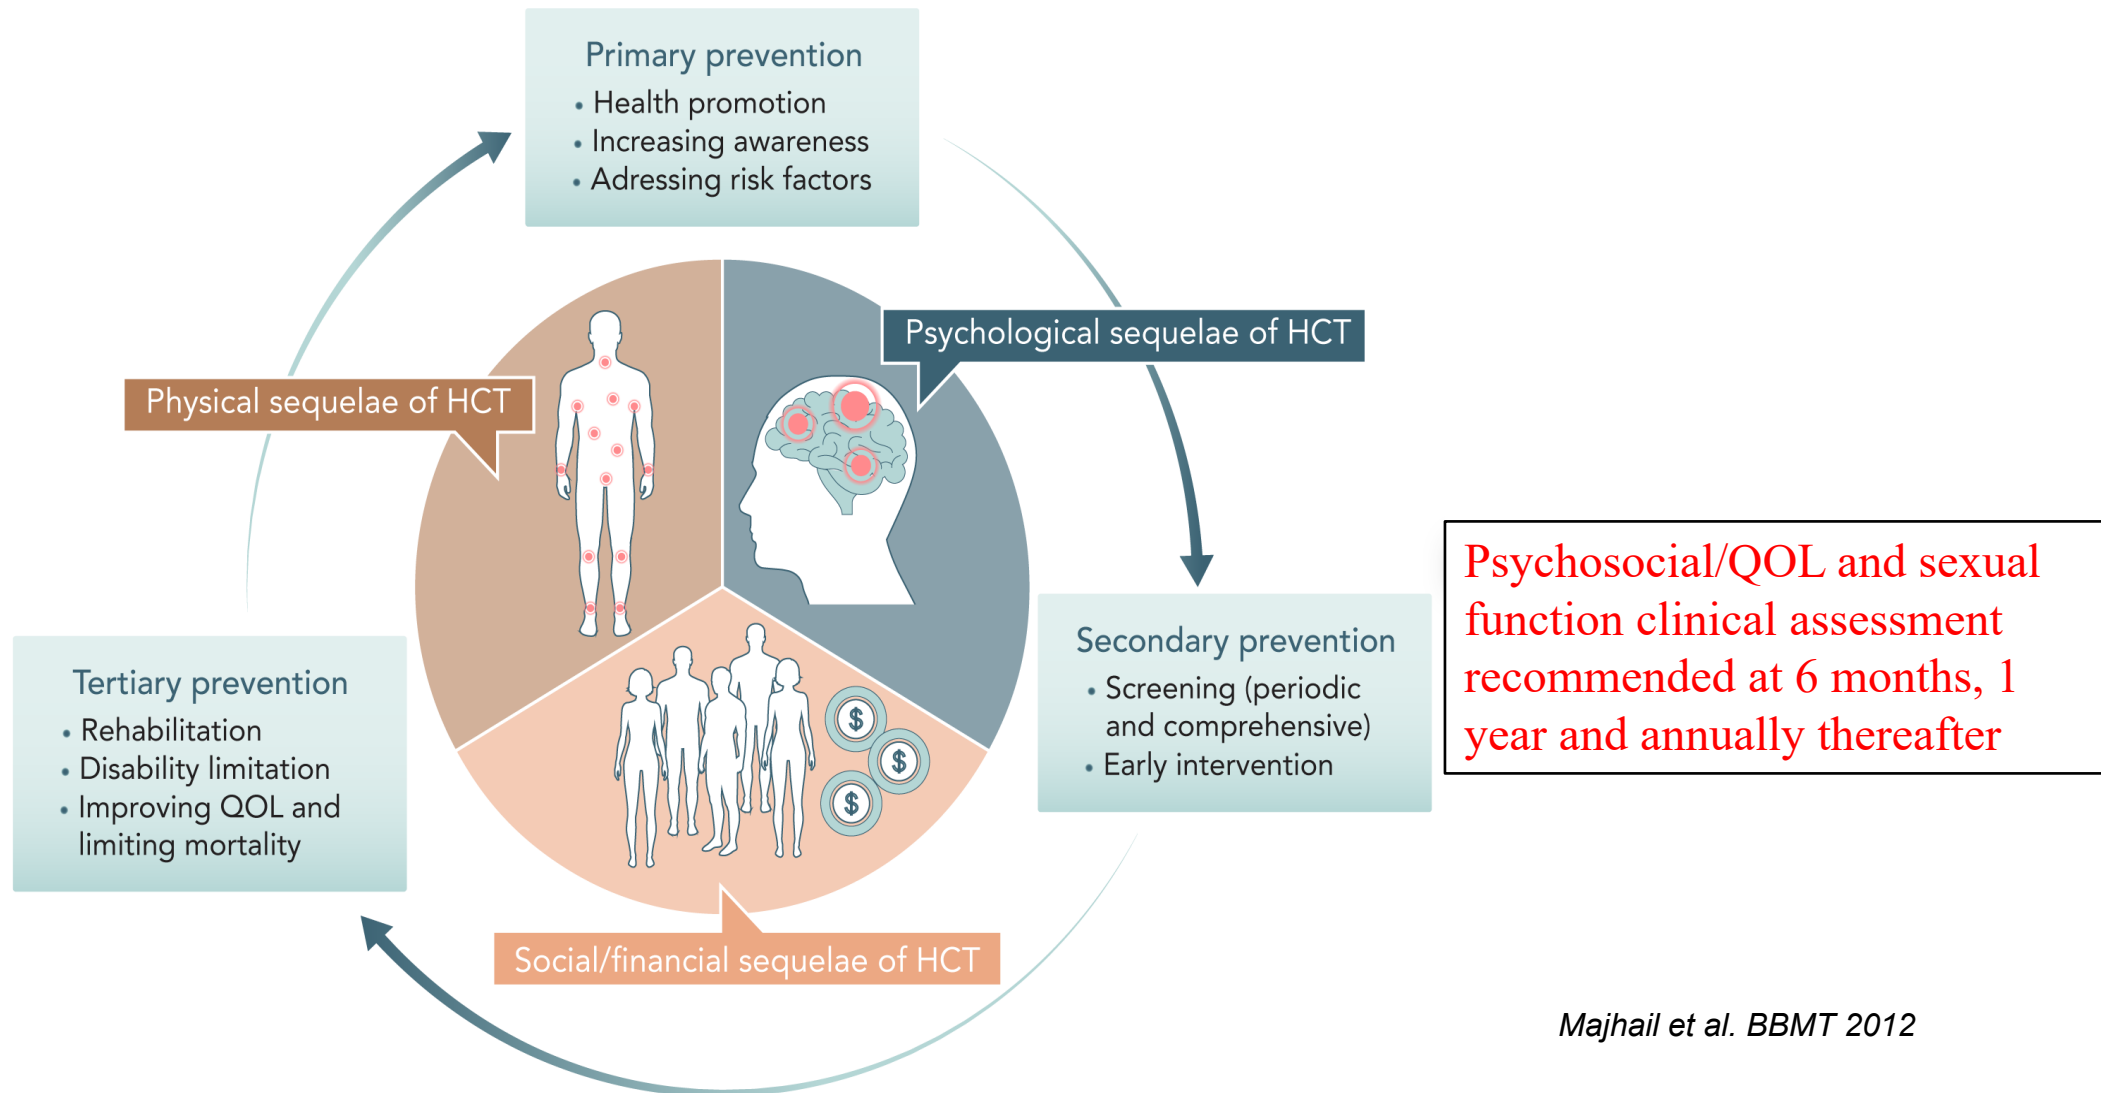 Primary prevention
• Health promotion
• Increasing awareness
• Adressing risk factors
Psychological sequelae of HCT
Physical sequelae of HCT
Secondary prevention
• Screening (periodic
and comprehensive)
• Early intervention
Psychosocial/QOL and sexual
function clinical assessment
recommended at 6 months, 1
year and annually thereafter
Tertiary prevention
• Rehabilitation
• Disability limitation
• Improving QOL and
limiting mortality
$
$
$
Social/financial sequelae of HCT
Majhail et al. BBMT 2012